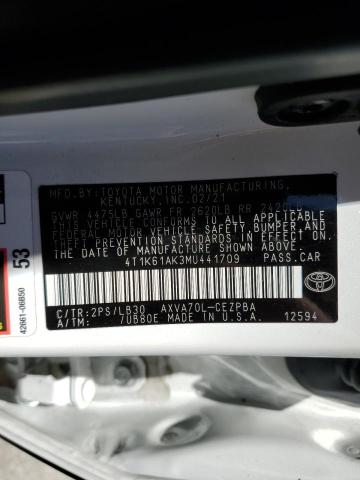 MFD.BY:TOYOTA MOTOR MANUFACTURING,
KENTUCKY, INC. 02/21
GVWR 4475LB GAWR FR 2620LB RR 2420LB
THIS VEHICLE CONFORMS TO ALL APPLICABLE
FEDERAL MOTOR VEHICLE SAFETY, BUMPER, AND
THEFT PREVENTION STANDARDS IN EFFECT ON THE
DATE OF MANUFACTURE SHOWN ABOVE.
4T1K61AK3MU441709 PASS.CAR
C/TR:2PS/LB30 AXVA70L-CEZPBA
A/TM: 7UB80E MADE IN U.S.A. 12594
TOYOTA
53
42661-06B50